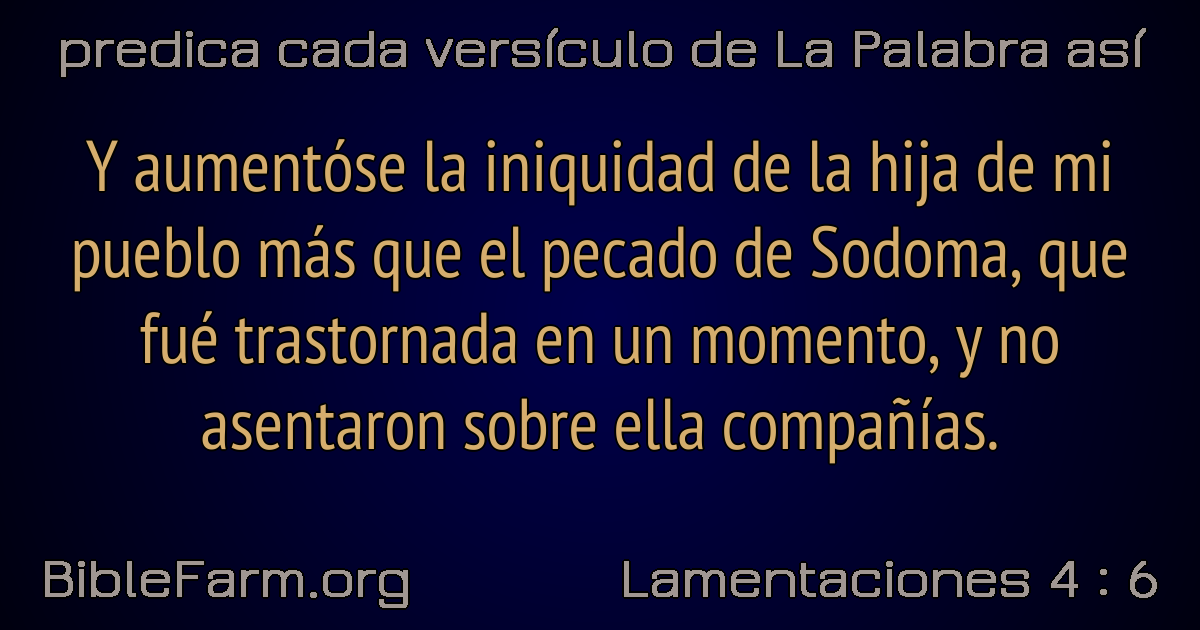 predica cada versículo de La Palabra así
Y aumentóse la iniquidad de la hija de mi
pueblo más que el pecado de Sodoma, que
fué trastornada en un momento, y no
asentaron sobre ella compañías.
BibleFarm.org
Lamentaciones 4 : 6